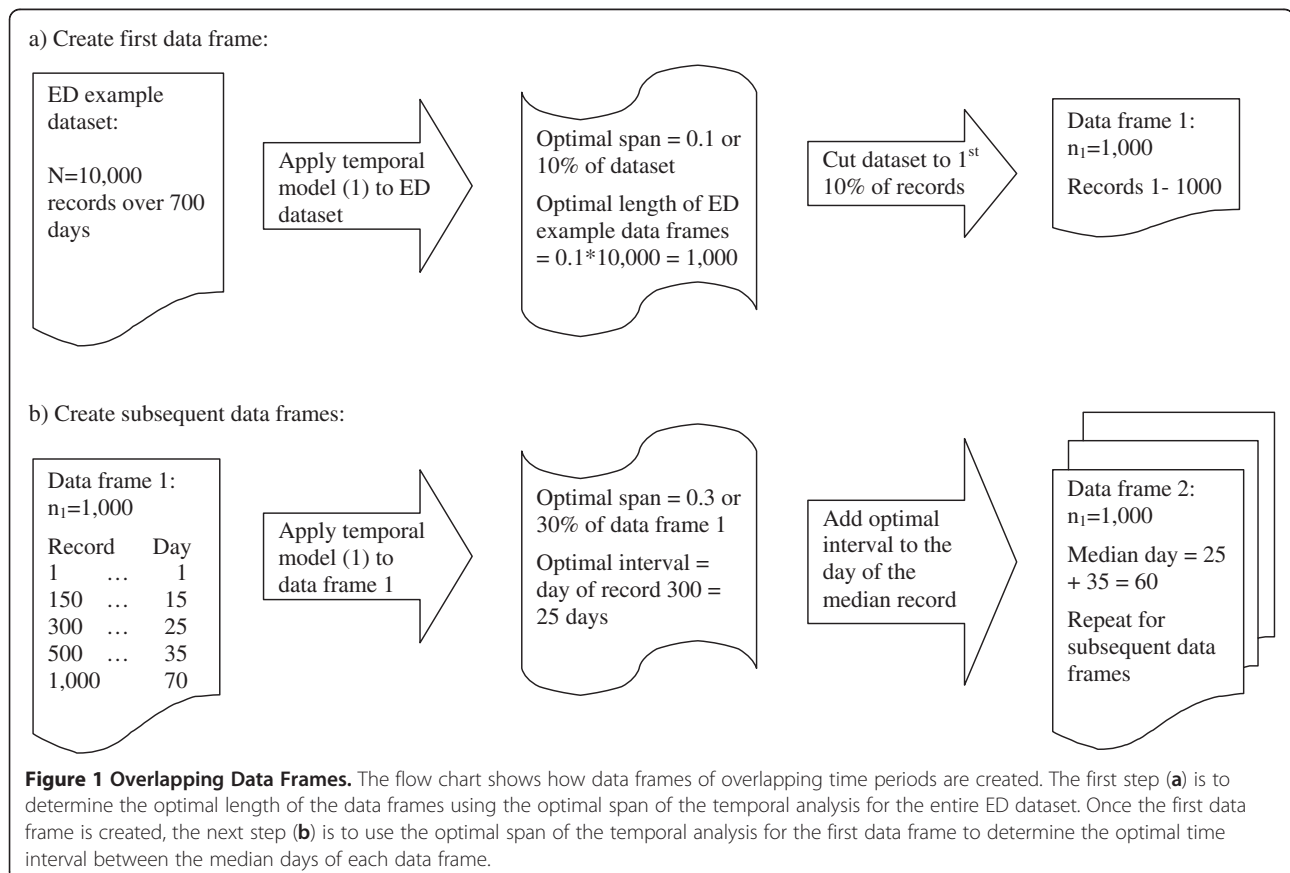 a) Create first data frame:
ED example
dataset:
N=10,000
records over 700
days
Apply temporal
model (1) to ED
dataset
Optimal span = 0.1 or
10% of dataset
Optimal length of ED
example data frames
= 0.1*10,000 = 1,000
Cut dataset to 1st
10% of records
Data frame 1:
n1=1,000
Records 1- 1000
b) Create subsequent data frames:
Data frame 1:
n1=1,000
Record Day
1 … 1
150 … 15
300 … 25
500 … 35
1,000 70
Apply temporal
model (1) to
data frame 1
Optimal span = 0.3 or
30% of data frame 1
Optimal interval =
day of record 300 =
25 days
Add optimal
interval to the
day of the
median record
Data frame 2:
n1=1,000
Median day = 25
+ 35 = 60
Repeat for
subsequent data
frames
Figure 1 Overlapping Data Frames. The flow chart shows how data frames of overlapping time periods are created. The first step (a) is to
determine the optimal length of the data frames using the optimal span of the temporal analysis for the entire ED dataset. Once the first data
frame is created, the next step (b) is to use the optimal span of the temporal analysis for the first data frame to determine the optimal time
interval between the median days of each data frame.